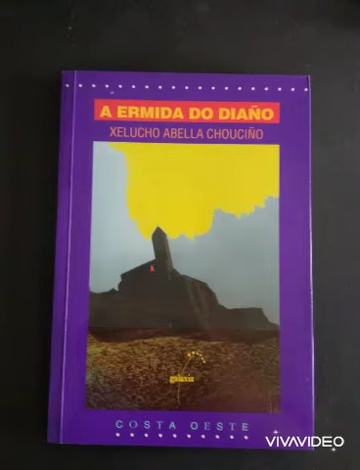 A ERMIDA DO DIAÑO
XELUCHO ABELLA CHOUCIÑO
galaxia
COSTA OESTE
VIVAVIDEO